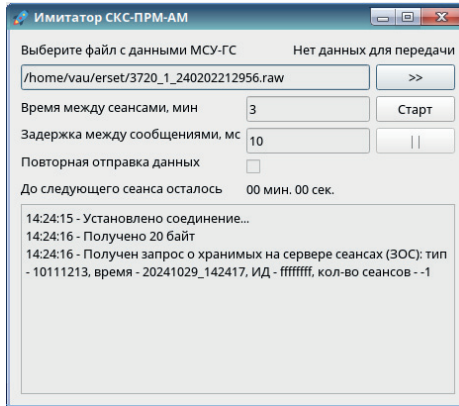 Имитатор СКС-ПРМ-АМ
Выберите файл с данными МСУ-ГС Нет данных для передачи
/home/vau/erset/3720_1_240202212956.raw >>
Время между сеансами, мин 3 Старт
Задержка между сообщениями, мс 10 ||
Повторная отправка данных
До следующего сеанса осталось 00 мин. 00 сек.
14:24:15 - Установлено соединение...
14:24:16 - Получено 20 байт
14:24:16 - Получен запрос о хранимых на сервере сеансах (ЗОС): тип
- 10111213, время - 20241029_142417, ИД - ffffffff, кол-во сеансов - -1